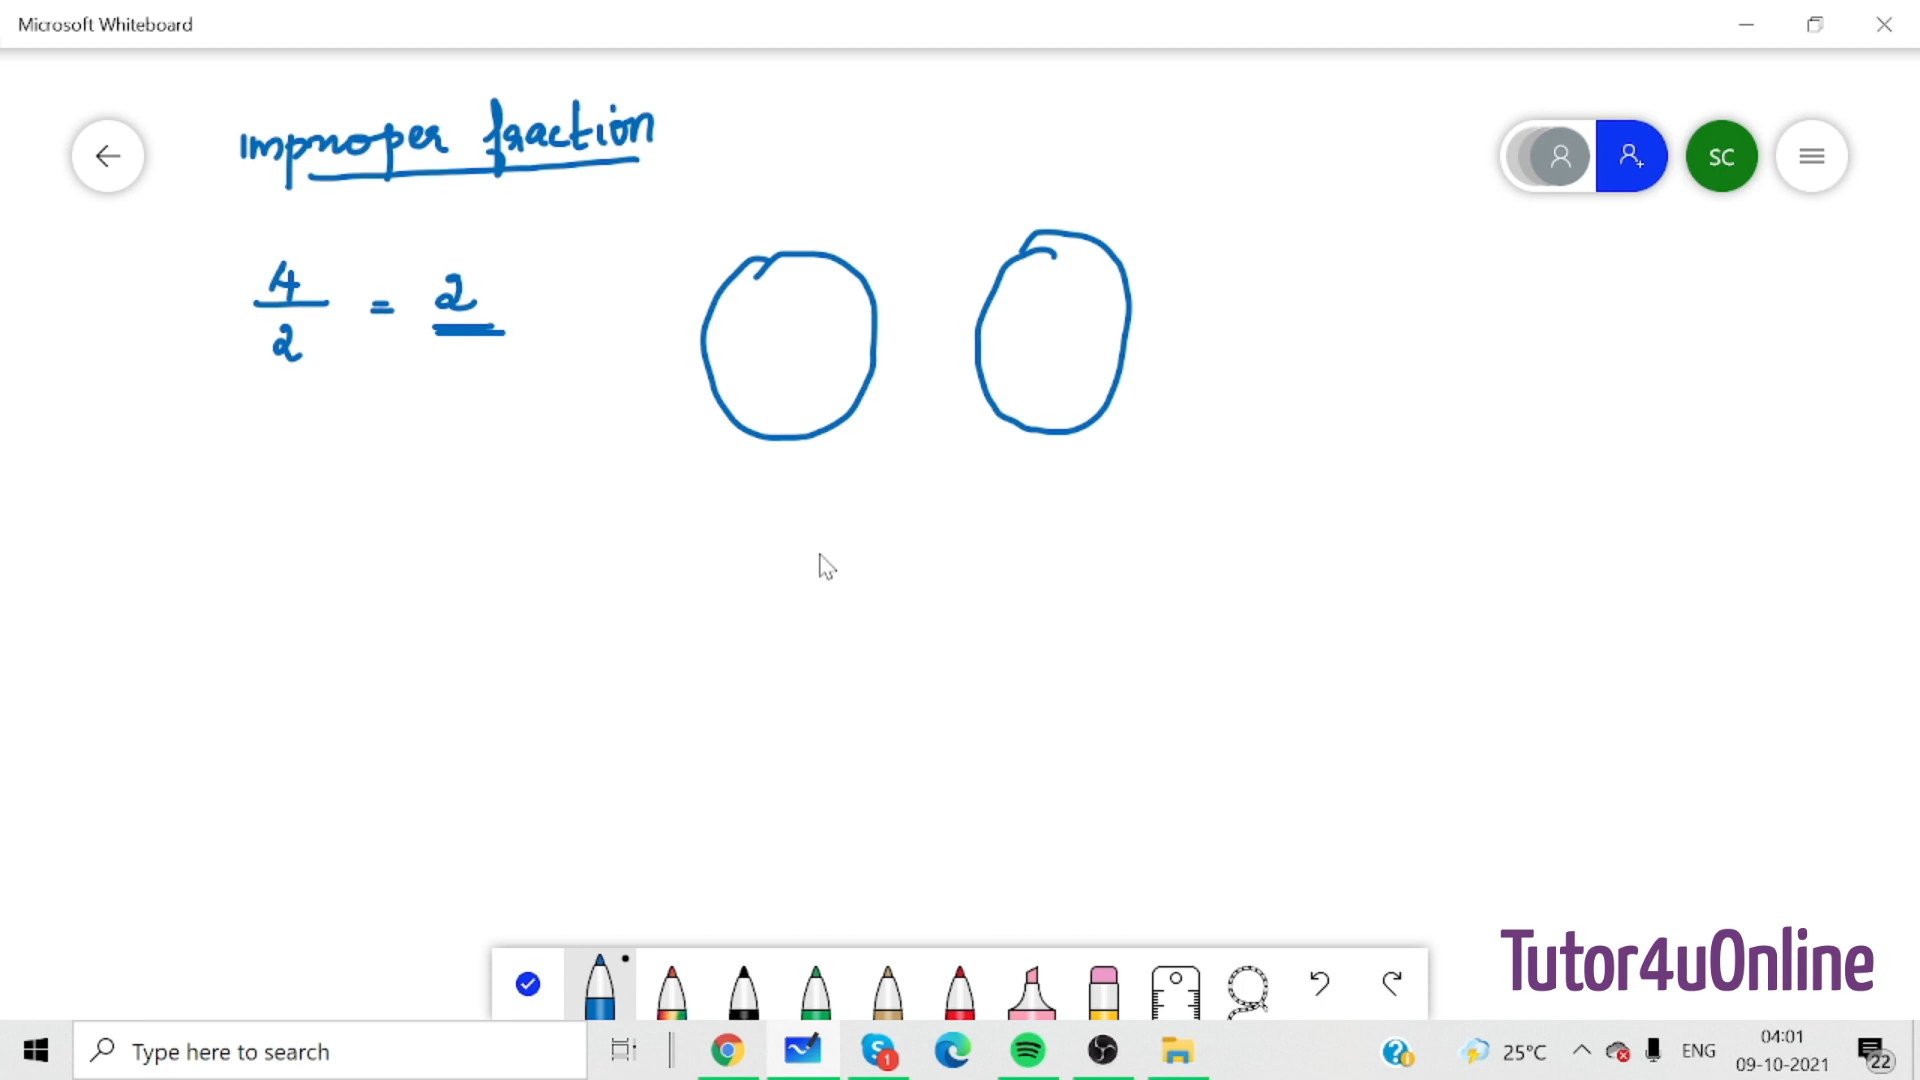 Microsoft Whiteboard
Improper fraction
SC
4/2 = 2
Tutor4uOnline
Type here to search
1
25°C
ENG
04:01
09-10-2021
22